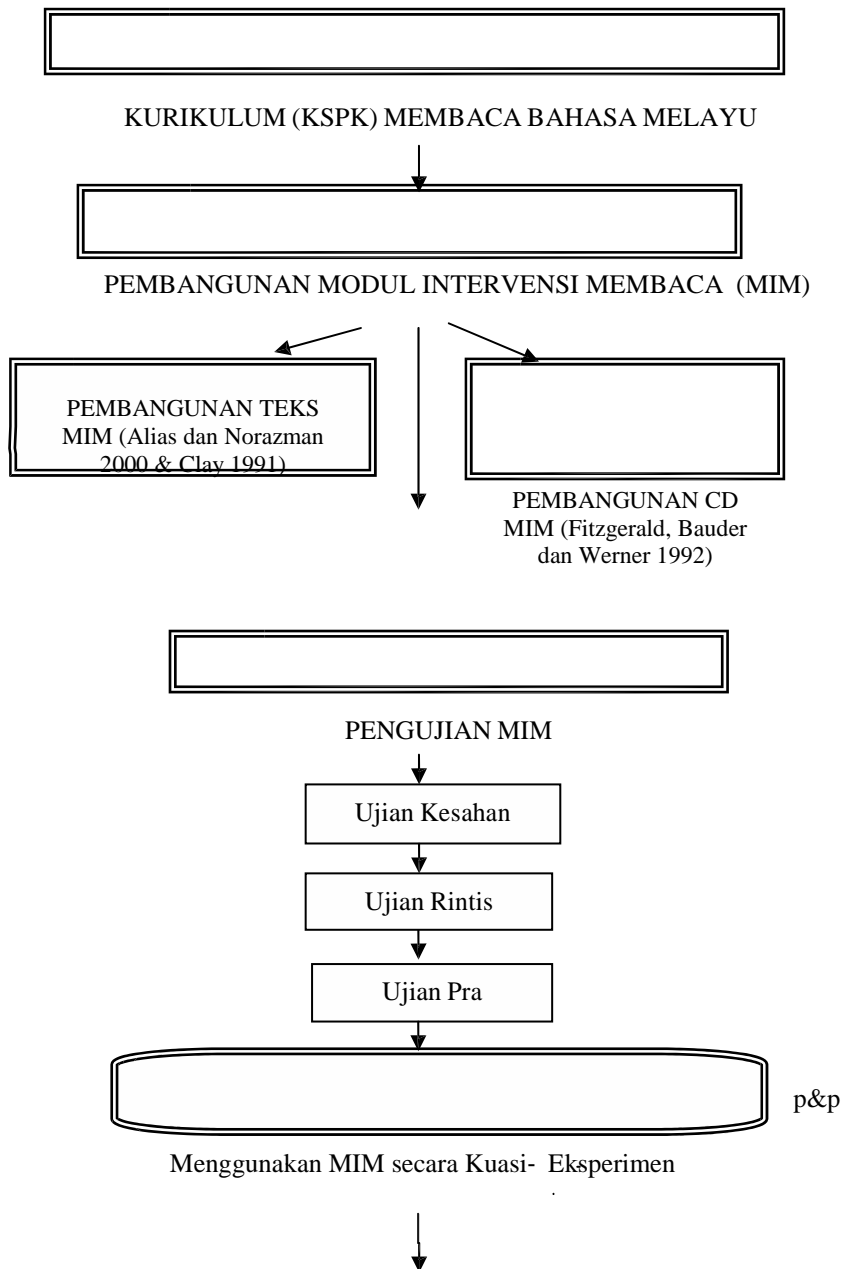 KURIKULUM (KSPK) MEMBACA BAHASA MELAYU
PEMBANGUNAN MODUL INTERVENSI MEMBACA (MIM)
PEMBANGUNAN TEKS
MIM (Alias dan Norazman
2000 & Clay 1991)
PEMBANGUNAN CD
MIM (Fitzgerald, Bauder
dan Werner 1992)
PENGUJIAN MIM
Ujian Kesahan
Ujian Rintis
Ujian Pra
p&p
Menggunakan MIM secara Kuasi- Eksperimen